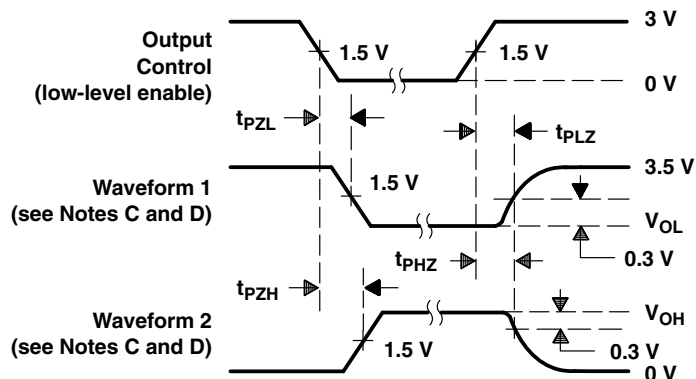 Output
Control
(low-level enable)
1.5 V
1.5 V
3 V
0 V
tPZL
tPLZ
Waveform 1
(see Notes C and D)
1.5 V
3.5 V
VOL
0.3 V
tPZH
tPHZ
Waveform 2
(see Notes C and D)
1.5 V
VOH
0.3 V
0 V